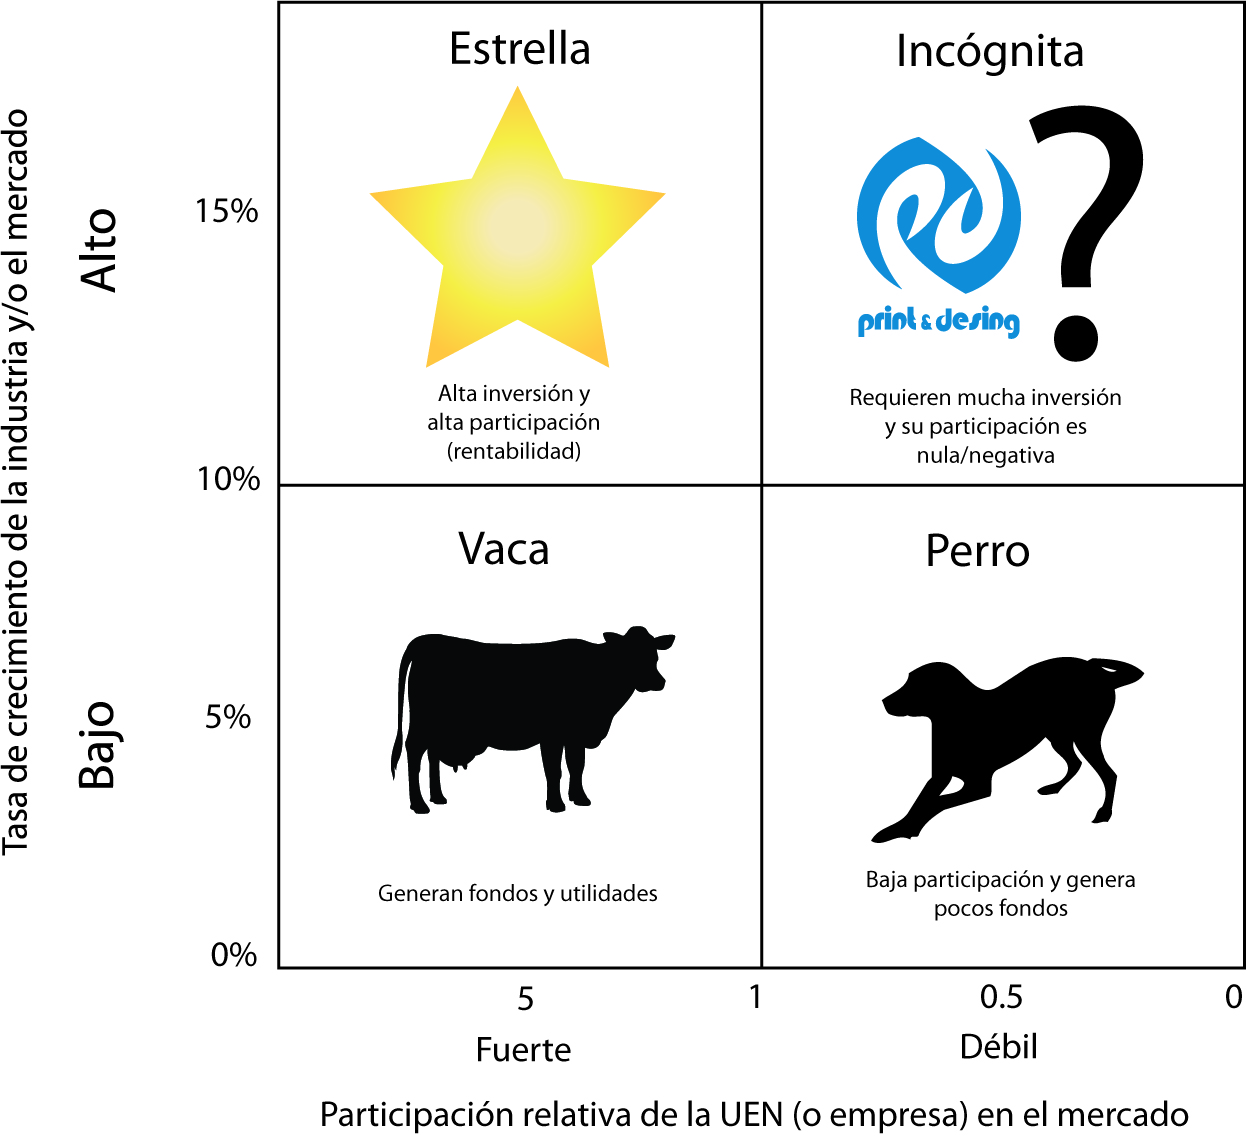 Tasa de crecimiento de la industria y/o el mercado
Alto
Bajo
15%
10%
5%
0%
Estrella
Alta inversión y
alta participación
(rentabilidad)
Incógnita
?
print & desing
Requieren mucha inversión
y su participación es
nula/negativa
Vaca
Generan fondos y utilidades
Perro
Baja participación y genera
pocos fondos
5
1
0.5
0
Fuerte
Débil
Participación relativa de la UEN (o empresa) en el mercado